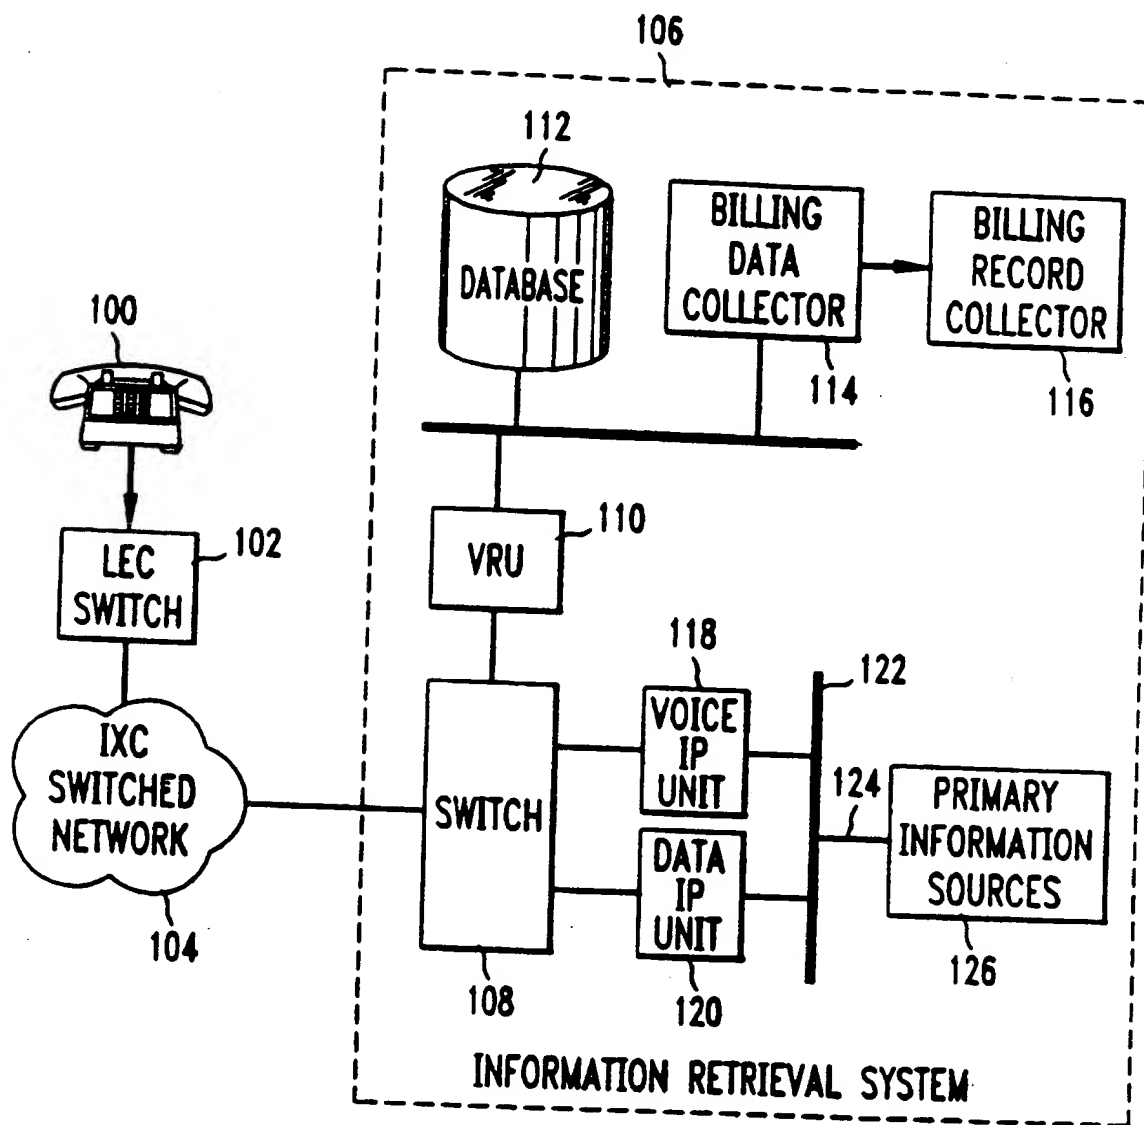 106
112
DATABASE
BILLING
DATA
COLLECTOR
114
BILLING
RECORD
COLLECTOR
116
100
LEC
SWITCH
102
VRU
110
IXC
SWITCHED
NETWORK
104
SWITCH
108
118
VOICE
IP
UNIT
DATA
IP
UNIT
120
122
124
PRIMARY
INFORMATION
SOURCES
126
INFORMATION RETRIEVAL SYSTEM